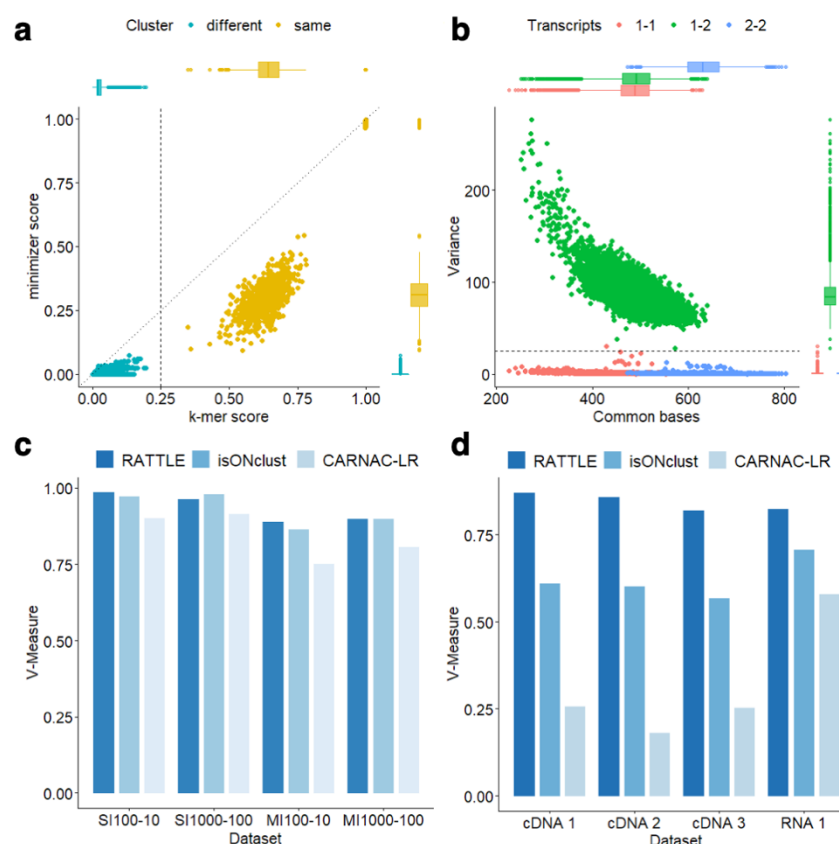 a
Cluster different same
minimizer score
1.00
0.75
0.50
0.25
0.00
0.00 0.25 0.50 0.75 1.00
k-mer score
b
Transcripts 1-1 1-2 2-2
Variance
200
100
0
200 400 600 800
Common bases
c
RATTLE isONclust CARNAC-LR
V-Measure
1.00
0.75
0.50
0.25
0.00
SI100-10 SI1000-100 MI100-10 MI1000-100
Dataset
d
RATTLE isONclust CARNAC-LR
V-Measure
0.75
0.50
0.25
0.00
cDNA 1 cDNA 2 cDNA 3 RNA 1
Dataset